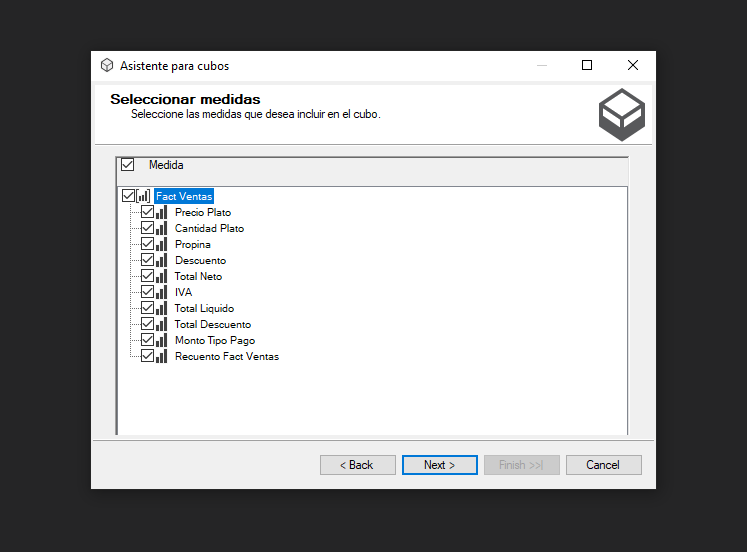 Asistente para cubos
Seleccionar medidas
Seleccione las medidas que desea incluir en el cubo.
Medida
Fact Ventas
Precio Plato
Cantidad Plato
Propina
Descuento
Total Neto
IVA
Total Liquido
Total Descuento
Monto Tipo Pago
Recuento Fact Ventas
< Back Next > Finish >>| Cancel